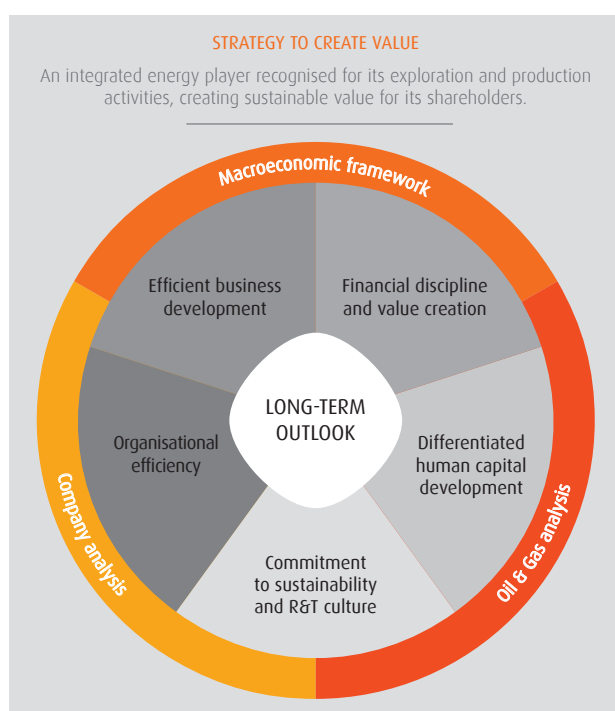 STRATEGY TO CREATE VALUE
An integrated energy player recognised for its exploration and production
activities, creating sustainable value for its shareholders.
Macroeconomic framework
Efficient business
development
Financial discipline
and value creation
LONG-TERM
OUTLOOK
Organisational
efficiency
Differentiated
human capital
development
Commitment
to sustainability
and R&T culture
Company analysis
Oil & Gas analysis